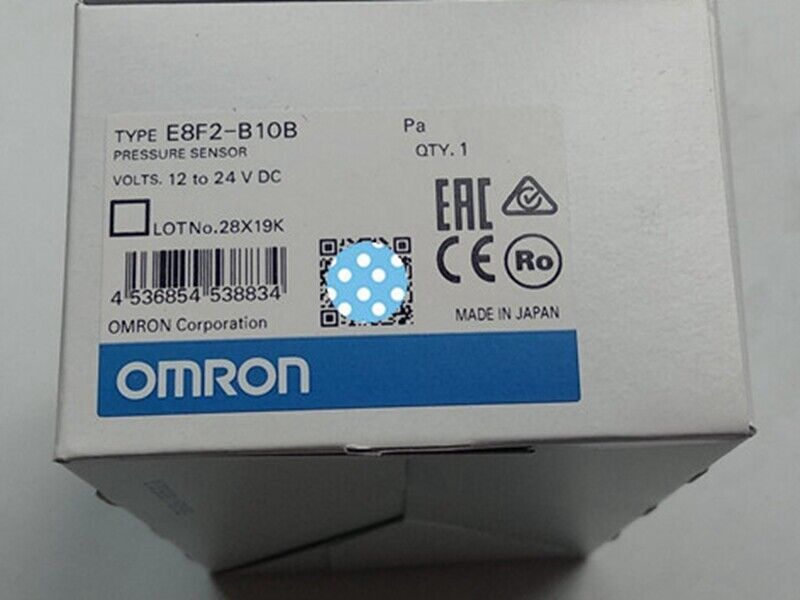 TYPE E8F2-B10B
Pa
PRESSURE SENSOR
QTY. 1
VOLTS. 12 to 24 V DC
LOTNo.28X19K
EAC
CE
Ro
4 536854 538834
OMRON Corporation
MADE IN JAPAN
OMRON